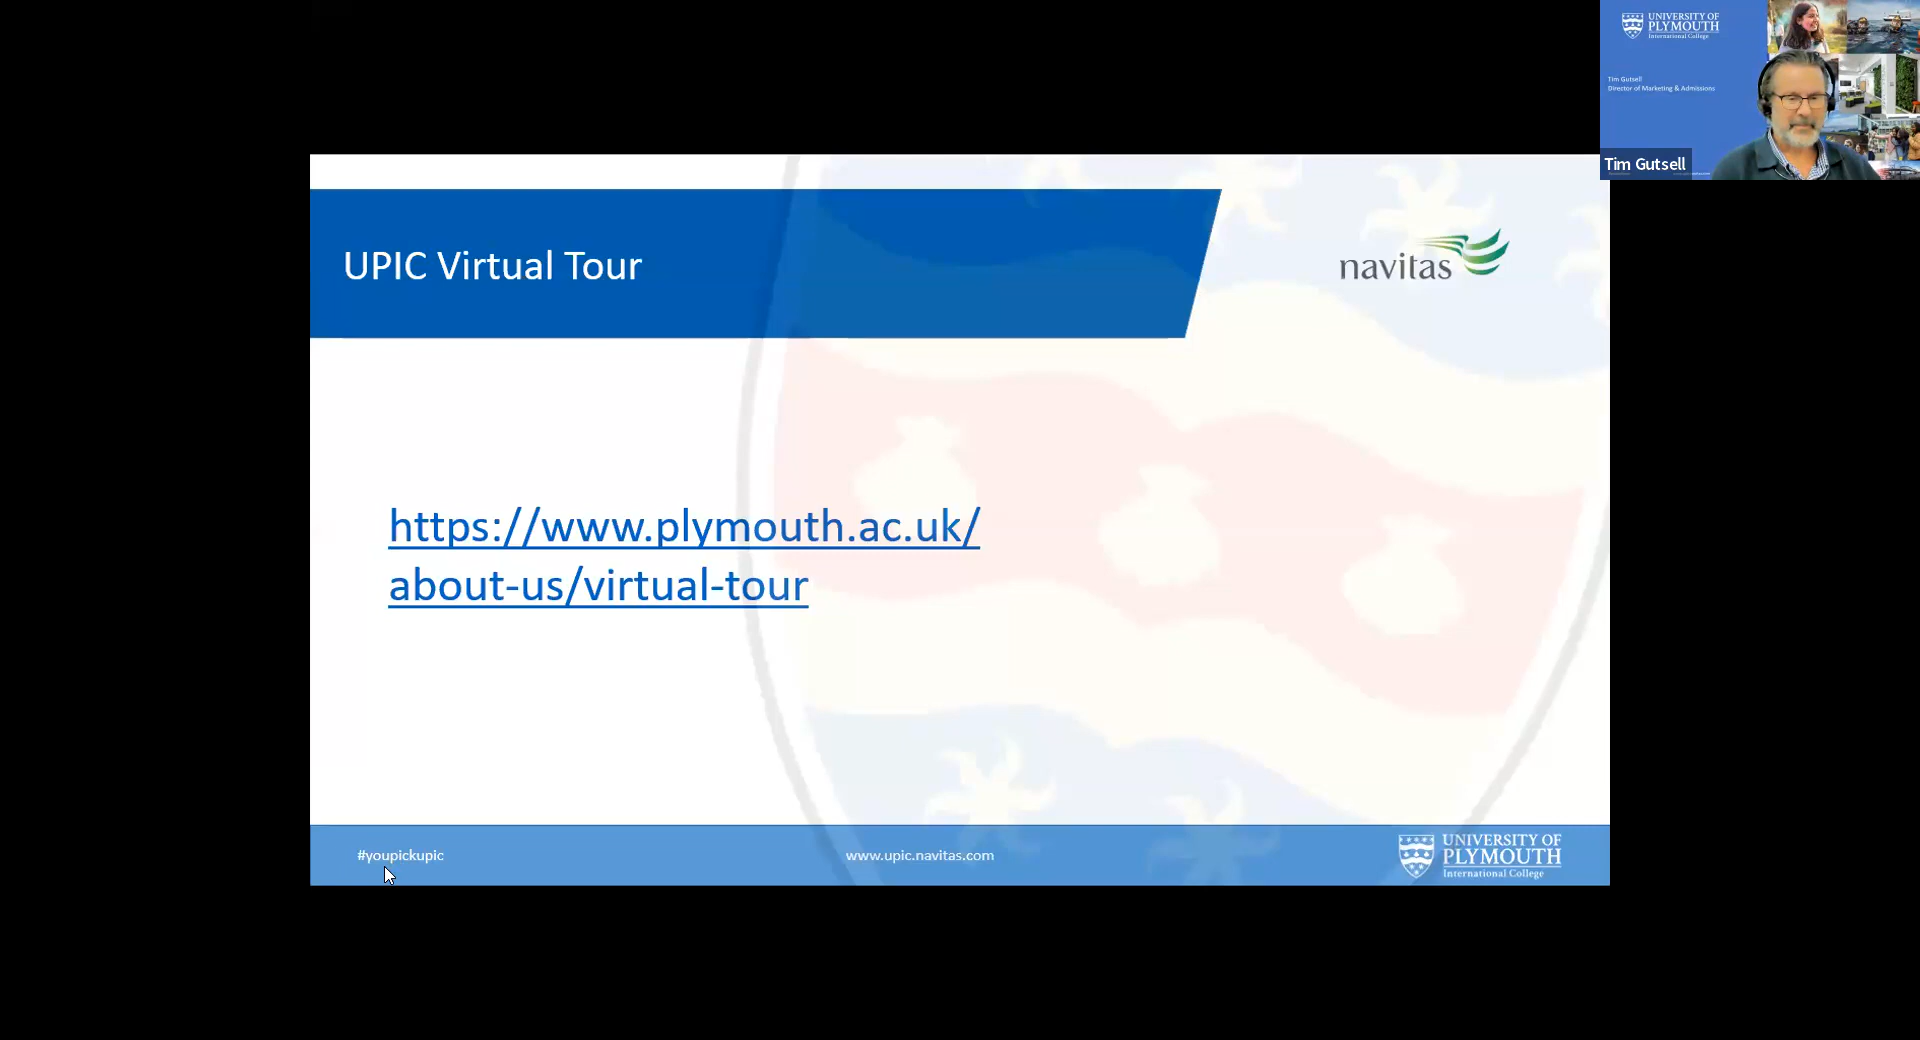 UNIVERSITY OF
PLYMOUTH
International College
Tim Gutsell
Director of Marketing & Admissions
Tim Gutsell
UPIC Virtual Tour
navitas
https://www.plymouth.ac.uk/
about-us/virtual-tour
#youpickupic
www.upic.navitas.com
UNIVERSITY OF
PLYMOUTH
International College